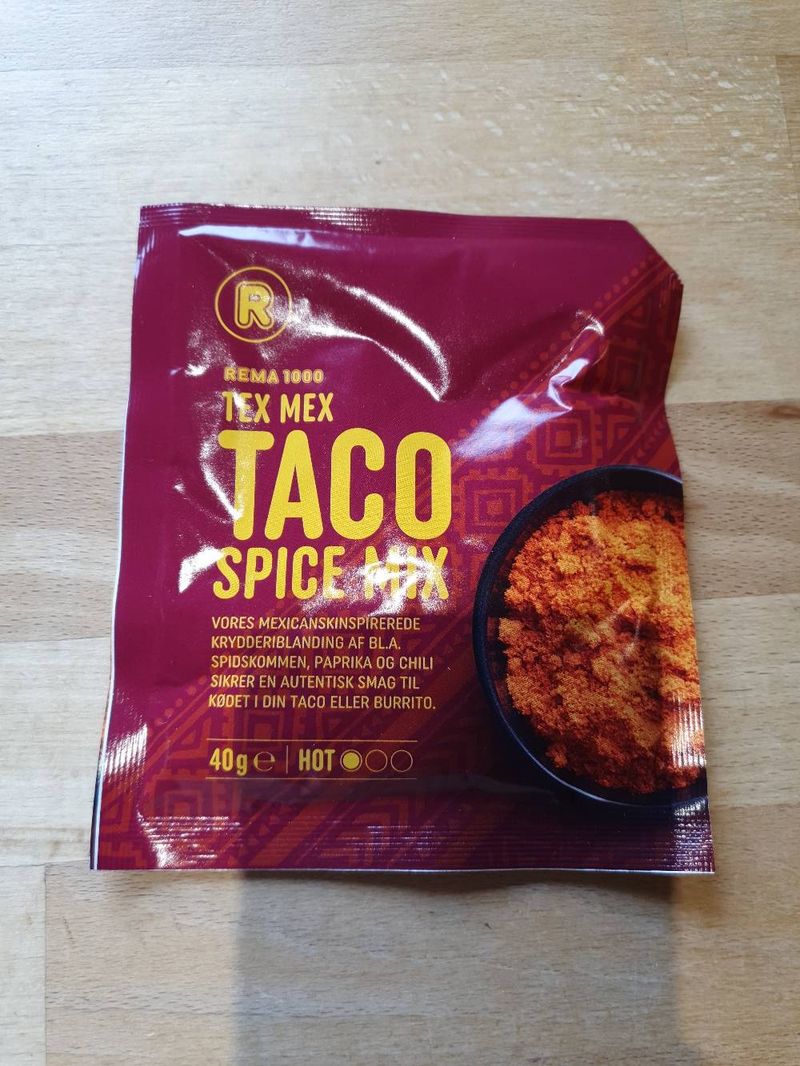 R
REMA 1000
TEX MEX
TACO
SPICE MIX
VORES MEXICANSKINSPIREREDE
KRYDDERIBLANDING AF BL.A.
SPIDSKOMMEN, PAPRIKA OG CHILI
SIKRER EN AUTENTISK SMAG TIL
KØDET I DIN TACO ELLER BURRITO.
40g ℮ | HOT